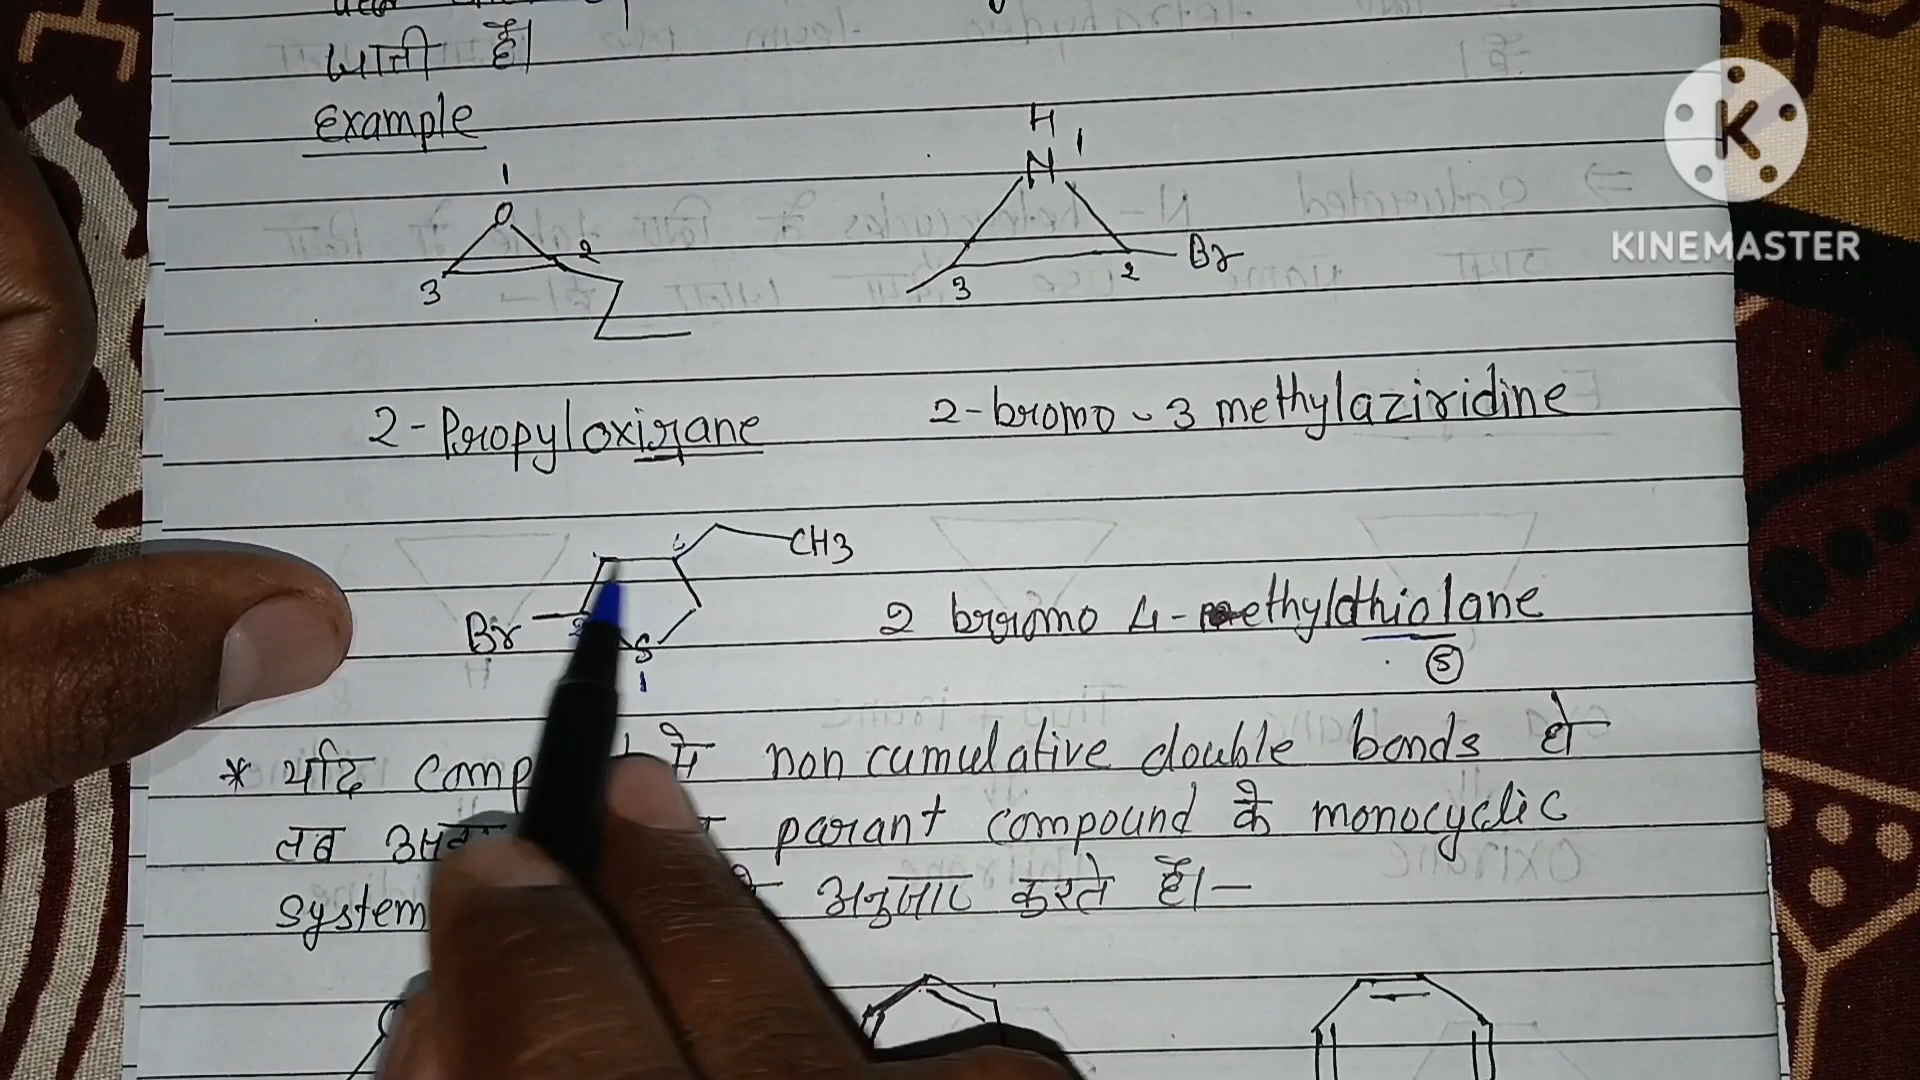 जाती हैं।
Example
H
1
N 1
O
2
3
Br
2
3
2-Propyloxirane
2-bromo-3 methylaziridine
CH3
Br
2
S
1
2 bromo 4-ethylthiolane
5
* यदि comp में non cumulative double bonds हो
तब parant compound के monocyclic
system के अनुसार करते हैं।-
K
KINEMASTER